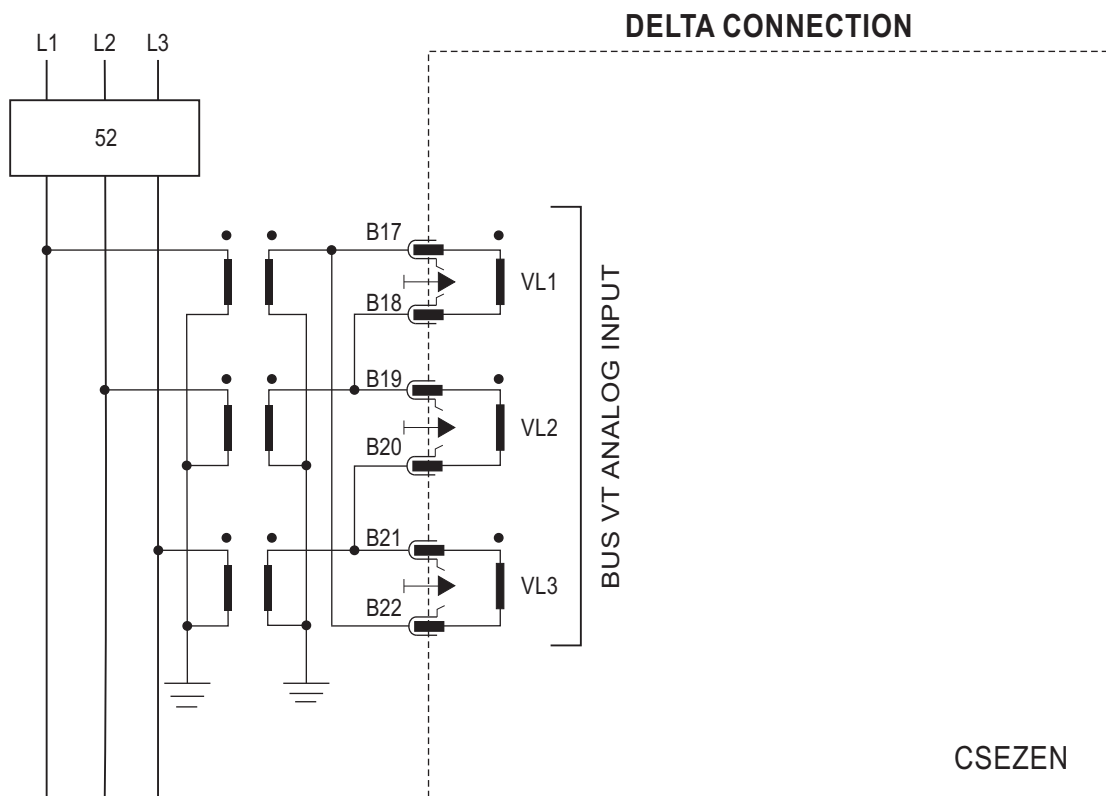 DELTA CONNECTION
L1 L2 L3
52
B17
VL1
B18
B19
VL2
B20
B21
VL3
B22
BUS VT ANALOG INPUT
CSEZEN